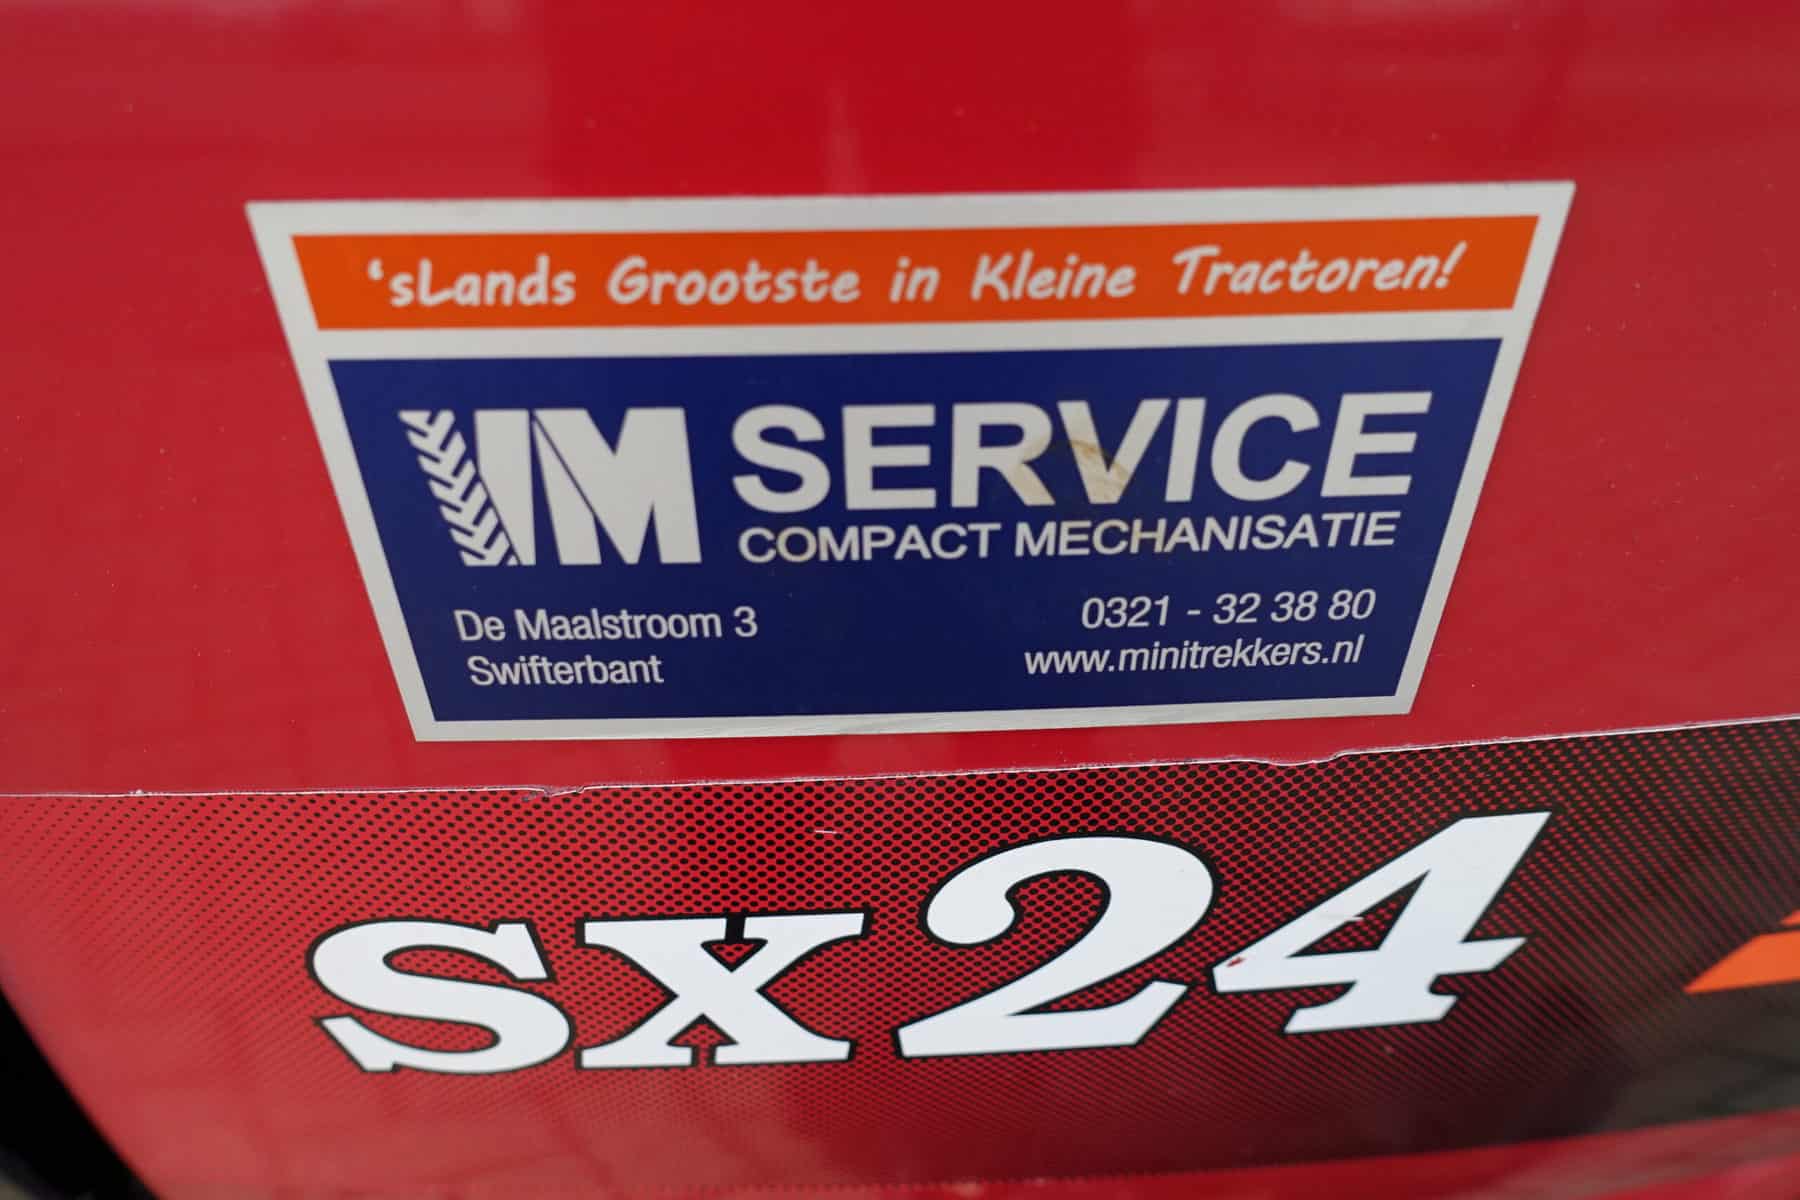 ‘sLands Grootste in Kleine Tractoren!
IM SERVICE
COMPACT MECHANISATIE
De Maalstroom 3
Swifterbant
0321 - 32 38 80
www.minitrekkers.nl
SX24